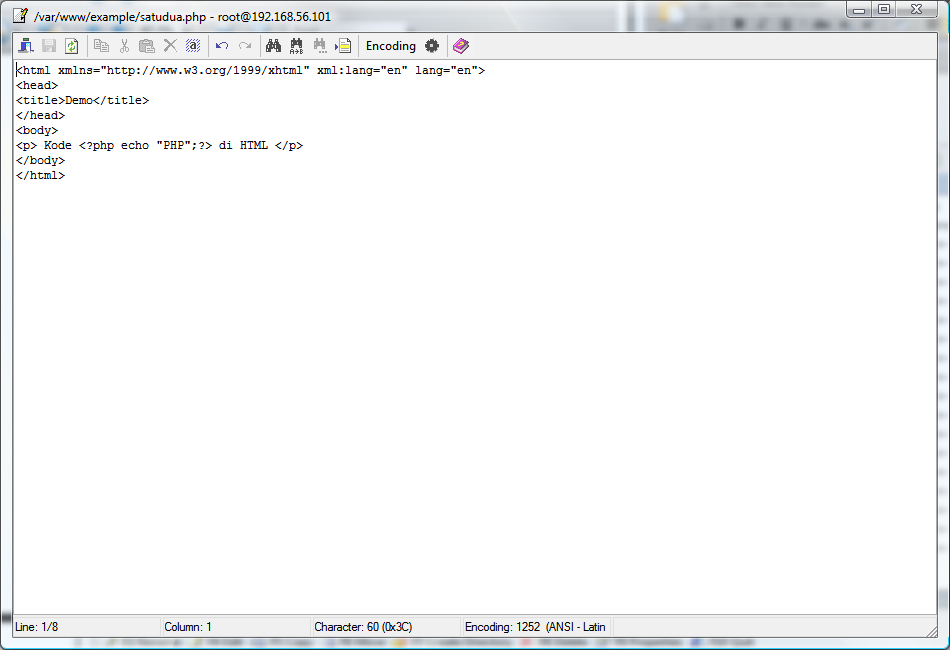 /var/www/example/satudua.php - root@192.168.56.101
Encoding
<html xmlns="http://www.w3.org/1999/xhtml" xml:lang="en" lang="en">
<head>
<title>Demo</title>
</head>
<body>
<p> Kode <?php echo "PHP";?> di HTML </p>
</body>
</html>
Line: 1/8 Column: 1 Character: 60 (0x3C) Encoding: 1252 (ANSI - Latin